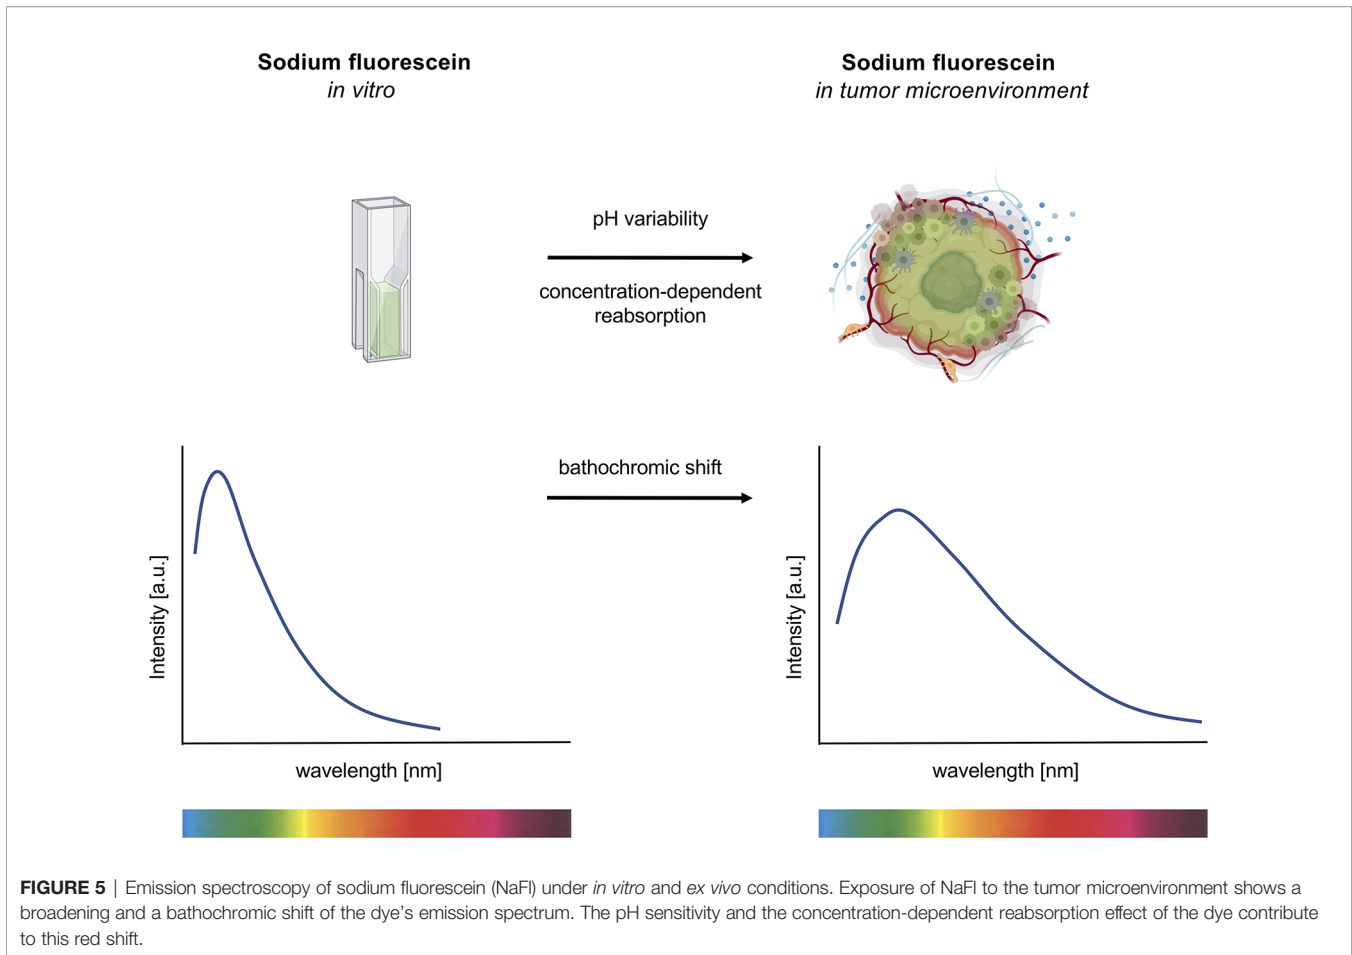 Sodium fluorescein
in vitro
Sodium fluorescein
in tumor microenvironment
pH variability
concentration-dependent
reabsorption
bathochromic shift
Intensity [a.u.]
wavelength [nm]
Intensity [a.u.]
wavelength [nm]
FIGURE 5 | Emission spectroscopy of sodium fluorescein (NaFl) under in vitro and ex vivo conditions. Exposure of NaFl to the tumor microenvironment shows a
broadening and a bathochromic shift of the dye's emission spectrum. The pH sensitivity and the concentration-dependent reabsorption effect of the dye contribute
to this red shift.